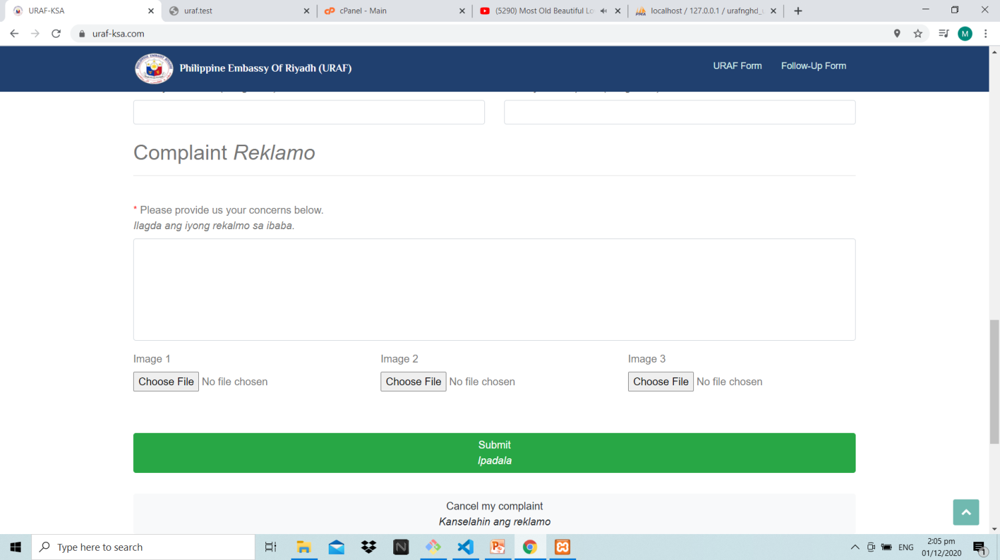 URAF-KSA
uraf.test
cPanel - Main
(5290) Most Old Beautiful Lo
localhost / 127.0.0.1 / urafnghd_u
uraf-ksa.com
M
Philippine Embassy Of Riyadh (URAF)
URAF Form
Follow-Up Form
Complaint Reklamo
* Please provide us your concerns below.
Ilagda ang iyong rekalmo sa ibaba.
Image 1
Image 2
Image 3
Choose File No file chosen
Choose File No file chosen
Choose File No file chosen
Submit
Ipadala
Cancel my complaint
Kanselahin ang reklamo
Type here to search
ENG
2:05 pm
01/12/2020
1